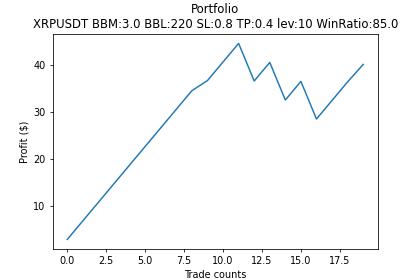 Portfolio
XRPUSDT BBM:3.0 BBL:220 SL:0.8 TP:0.4 lev:10 WinRatio:85.0
40
30
20
10
Profit ($)
0.0 2.5 5.0 7.5 10.0 12.5 15.0 17.5
Trade counts